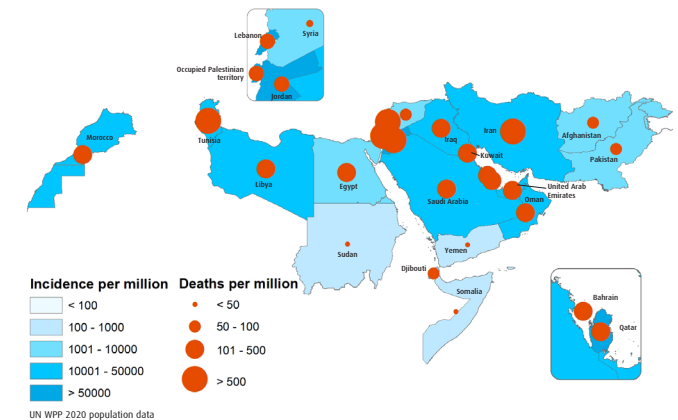 Lebanon
Syria
Occupied Palestinian
territory
Jordan
Morocco
Tunisia
Libya
Egypt
Sudan
Iraq
Iran
Kuwait
Afghanistan
Pakistan
United Arab
Emirates
Saudi Arabia
Oman
Yemen
Djibouti
Somalia
Bahrain
Qatar
Incidence per million
< 100
100 - 1000
1001 - 10000
10001 - 50000
> 50000
Deaths per million
< 50
50 - 100
101 - 500
> 500
UN WPP 2020 population data